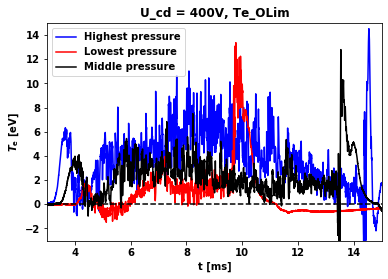 U_cd = 400V, Te_OLim
Highest pressure
Lowest pressure
Middle pressure
14
12
10
8
6
4
2
0
−2
Tₑ [eV]
4 6 8 10 12 14
t [ms]